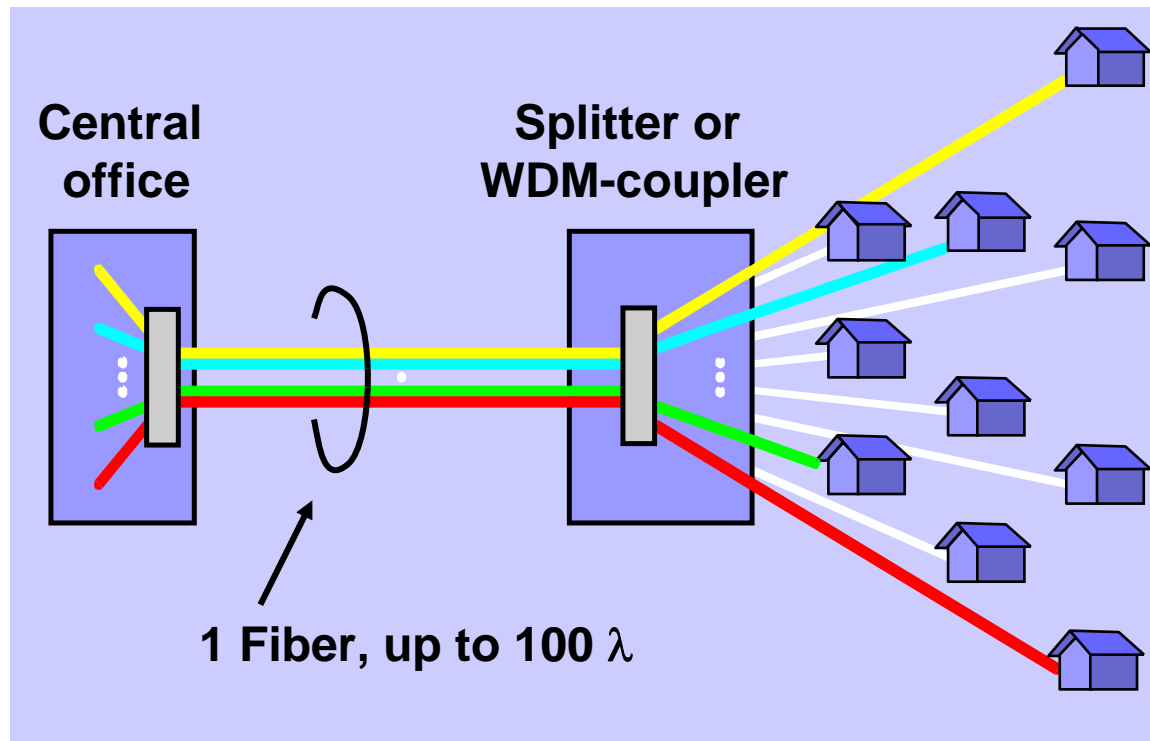 Central
office
Splitter or
WDM-coupler
1 Fiber, up to 100 λ